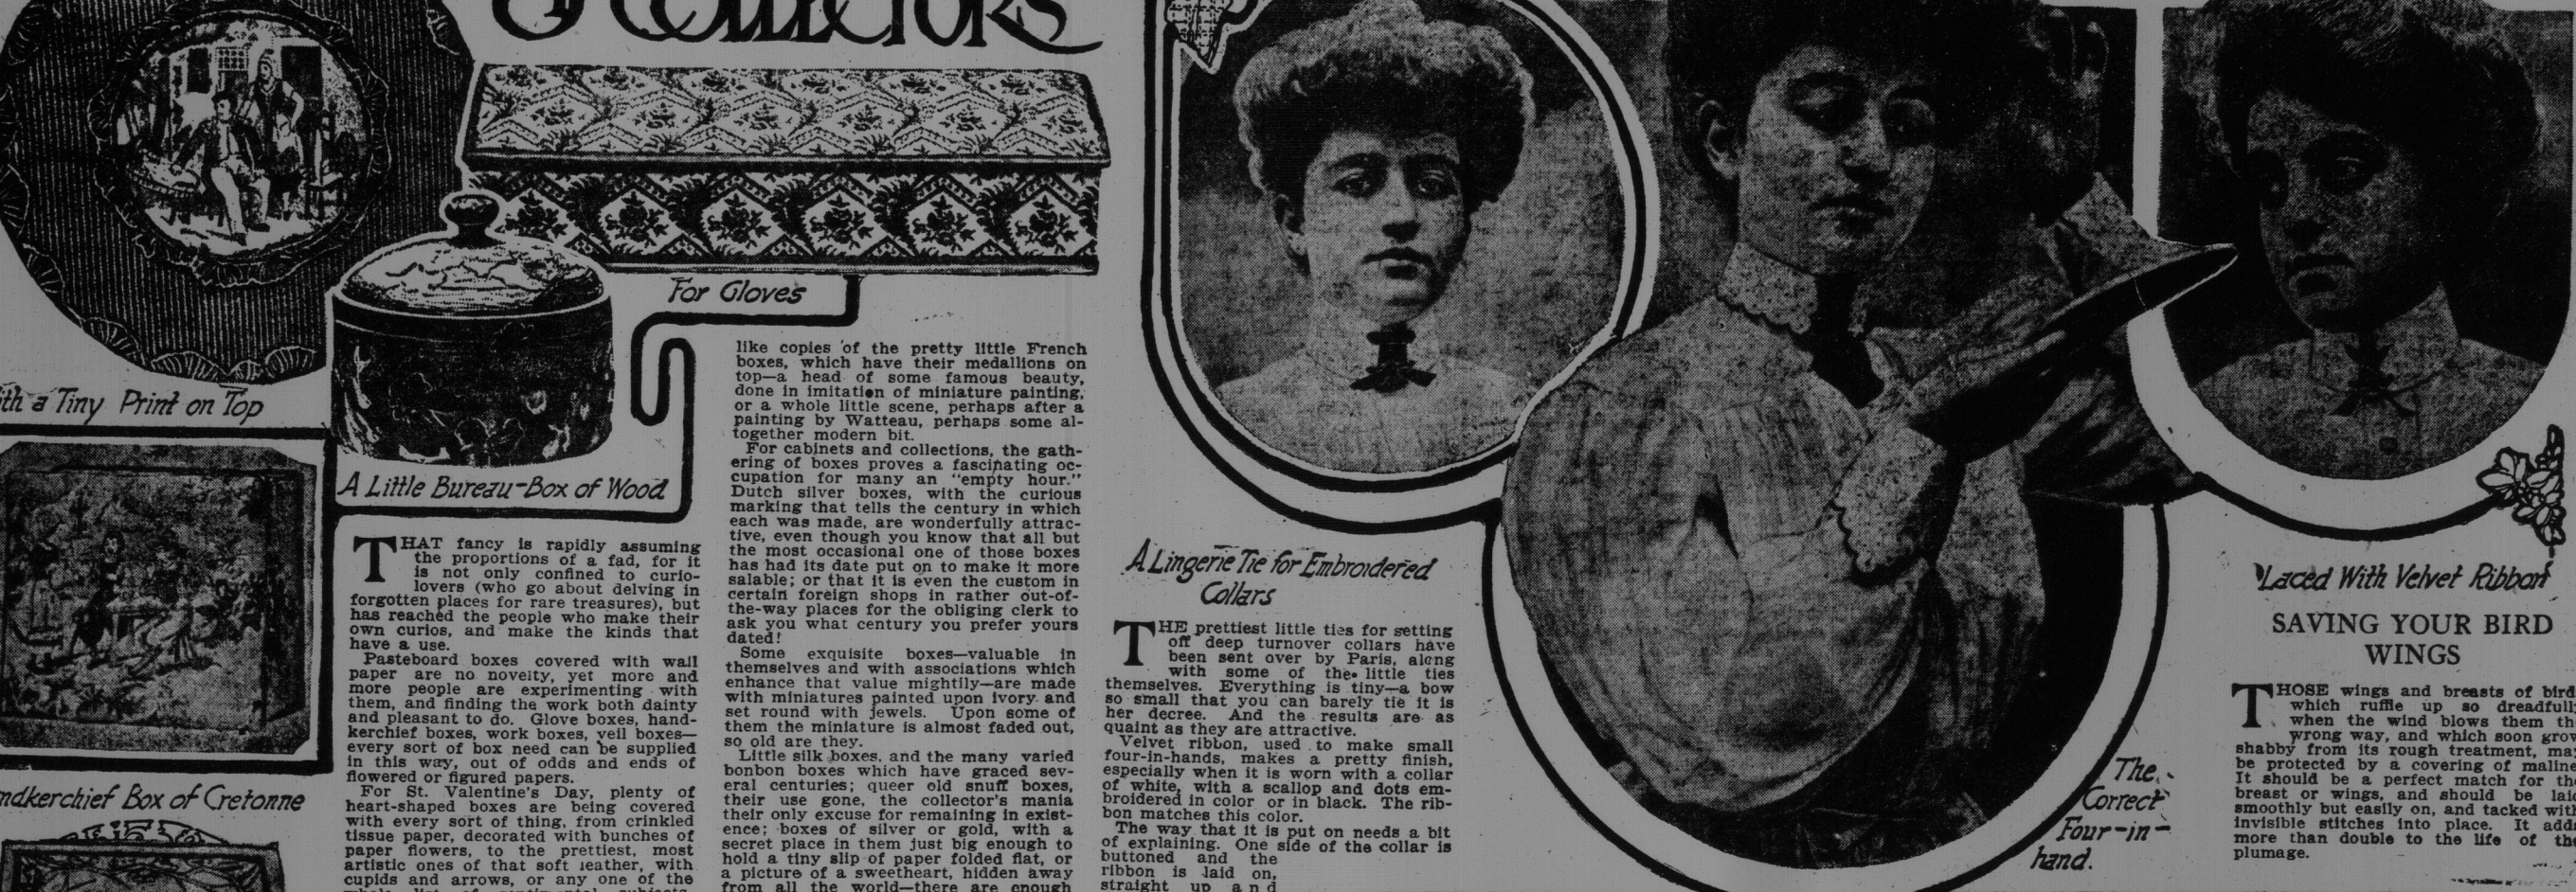 OF COLLECTORS
For Gloves
ith a Tiny Print on Top
A Little Bureau-Box of Wood
ndkerchief Box of Cretonne
THAT fancy is rapidly assuming
the proportions of a fad, for it
is not only confined to curio-
lovers (who go about delving in
forgotten places for rare treasures), but
has reached the people who make their
own curios, and make the kinds that
have a use.
Pasteboard boxes covered with wall
paper are no novelty, yet more and
more people are experimenting with
them, and finding the work both dainty
and pleasant to do. Glove boxes, hand-
kerchief boxes, work boxes, veil boxes—
every sort of box need can be supplied
in this way, out of odds and ends of
flowered or figured papers.
For St. Valentine's Day, plenty of
heart-shaped boxes are being covered
with every sort of thing, from crinkled
tissue paper, decorated with bunches of
paper flowers, to the prettiest, most
artistic ones of that soft leather, with
cupids and arrows, or any one of the
whole list of sentimental subjects
like copies of the pretty little French
boxes, which have their medallions on
top—a head of some famous beauty,
done in imitation of miniature painting,
or a whole little scene, perhaps after a
painting by Watteau, perhaps some al-
together modern bit.
For cabinets and collections, the gath-
ering of boxes proves a fascinating oc-
cupation for many an "empty hour."
Dutch silver boxes, with the curious
marking that tells the century in which
each was made, are wonderfully attrac-
tive, even though you know that all but
the most occasional one of those boxes
has had its date put on to make it more
salable; or that it is even the custom in
certain foreign shops in rather out-of-
the-way places for the obliging clerk to
ask you what century you prefer yours
dated!
Some exquisite boxes—valuable in
themselves and with associations which
enhance that value mightily—are made
with miniatures painted upon ivory and
set round with jewels. Upon some of
them the miniature is almost faded out,
so old are they.
Little silk boxes, and the many varied
bonbon boxes which have graced sev-
eral centuries; queer old snuff boxes,
their use gone, the collector's mania
their only excuse for remaining in exist-
ence; boxes of silver or gold, with a
secret place in them just big enough to
hold a tiny slip of paper folded flat, or
a picture of a sweetheart, hidden away
from all the world—there are enough
A Lingerie Tie for Embroidered
Collars
THE prettiest little ties for setting
off deep turnover collars have
been sent over by Paris, along
with some of the little ties
themselves. Everything is tiny—a bow
so small that you can barely tie it is
her decree. And the results are as
quaint as they are attractive.
Velvet ribbon, used to make small
four-in-hands, makes a pretty finish,
especially when it is worn with a collar
of white, with a scallop and dots em-
broidered in color or in black. The rib-
bon matches this color.
The way that it is put on needs a bit
of explaining. One side of the collar is
buttoned and the
ribbon is laid on,
straight up and
The
Correct
Four-in-
hand.
Laced With Velvet Ribbon
SAVING YOUR BIRD
WINGS
THOSE wings and breasts of bird
which ruffle up so dreadfull
when the wind blows them th
wrong way, and which soon grow
shabby from its rough treatment, ma
be protected by a covering of maline
It should be a perfect match for the
breast or wings, and should be laid
smoothly but easily on, and tacked with
invisible stitches into place. It add
more than double to the life of the
plumage.